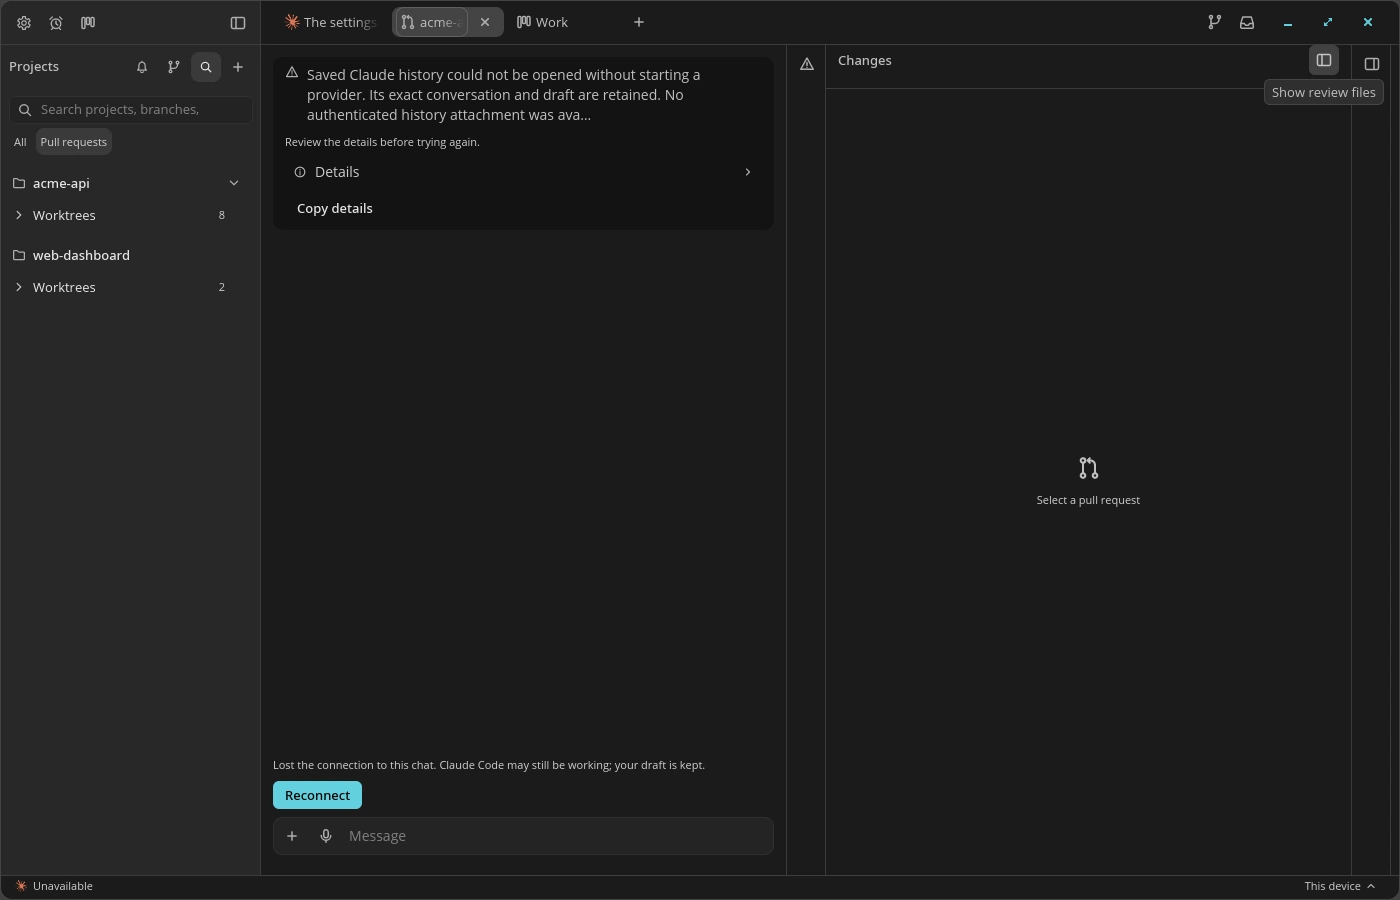 The settings
acme-a
Work
Projects
Search projects, branches,
All
Pull requests
acme-api
Worktrees
8
web-dashboard
Worktrees
2
Saved Claude history could not be opened without starting a
provider. Its exact conversation and draft are retained. No
authenticated history attachment was ava...
Review the details before trying again.
Details
Copy details
Lost the connection to this chat. Claude Code may still be working; your draft is kept.
Reconnect
Message
Changes
Show review files
Select a pull request
Unavailable
This device